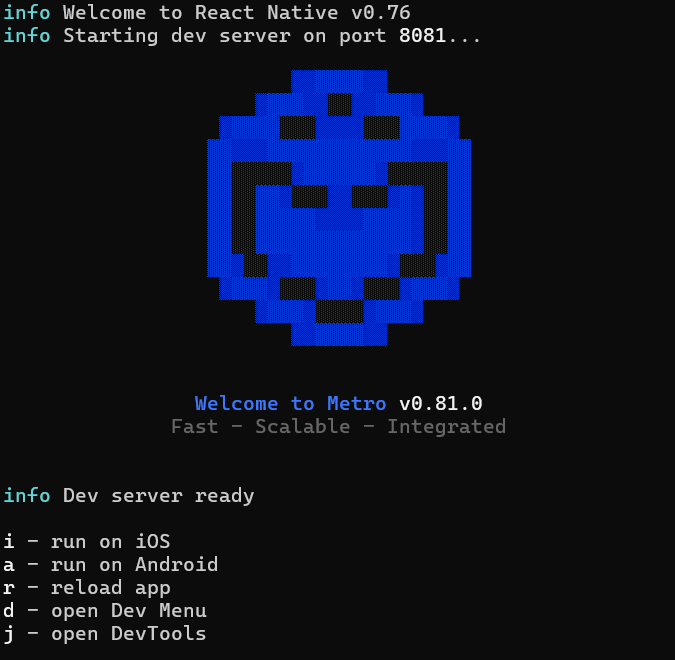 info Welcome to React Native v0.76
info Starting dev server on port 8081...
Welcome to Metro v0.81.0
Fast - Scalable - Integrated
info Dev server ready
i - run on iOS
a - run on Android
r - reload app
d - open Dev Menu
j - open DevTools